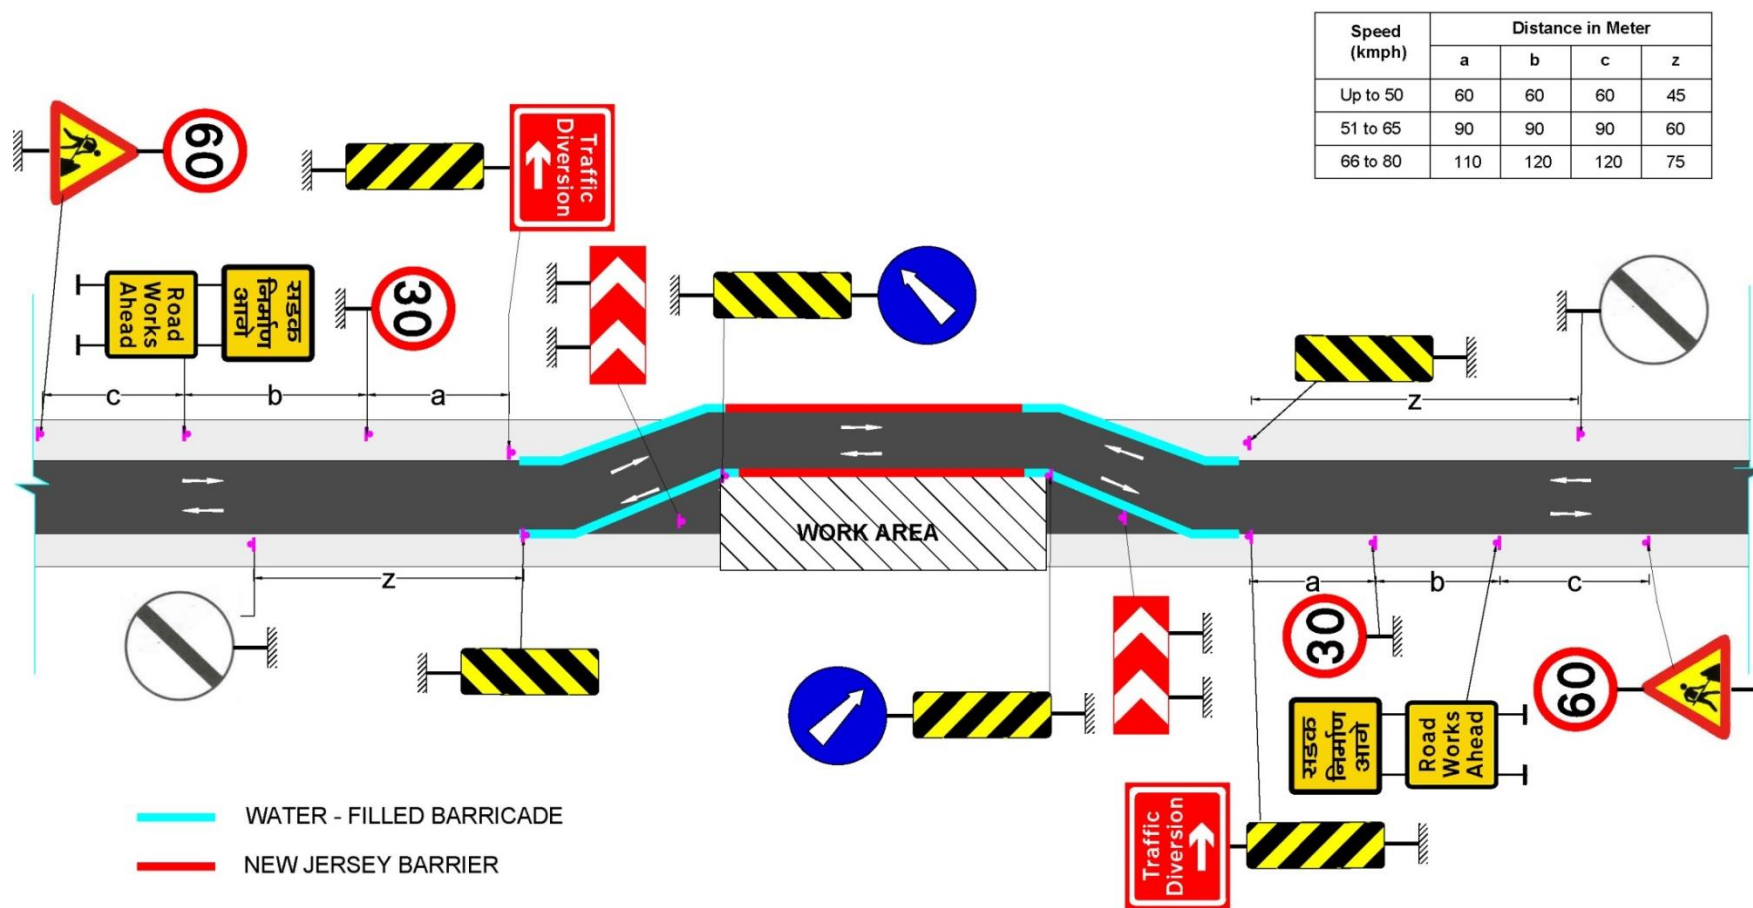 Speed (kmph) Distance in Meter
a b c z
Up to 50 60 60 60 45
51 to 65 90 90 90 60
66 to 80 110 120 120 75
60
Traffic
Diversion
Road
Works
Ahead
सडक
निर्माण
आगे
30
c
b
a
z
WORK AREA
z
a
b
c
30
60
सडक
निर्माण
आगे
Road
Works
Ahead
Traffic
Diversion
WATER - FILLED BARRICADE
NEW JERSEY BARRIER